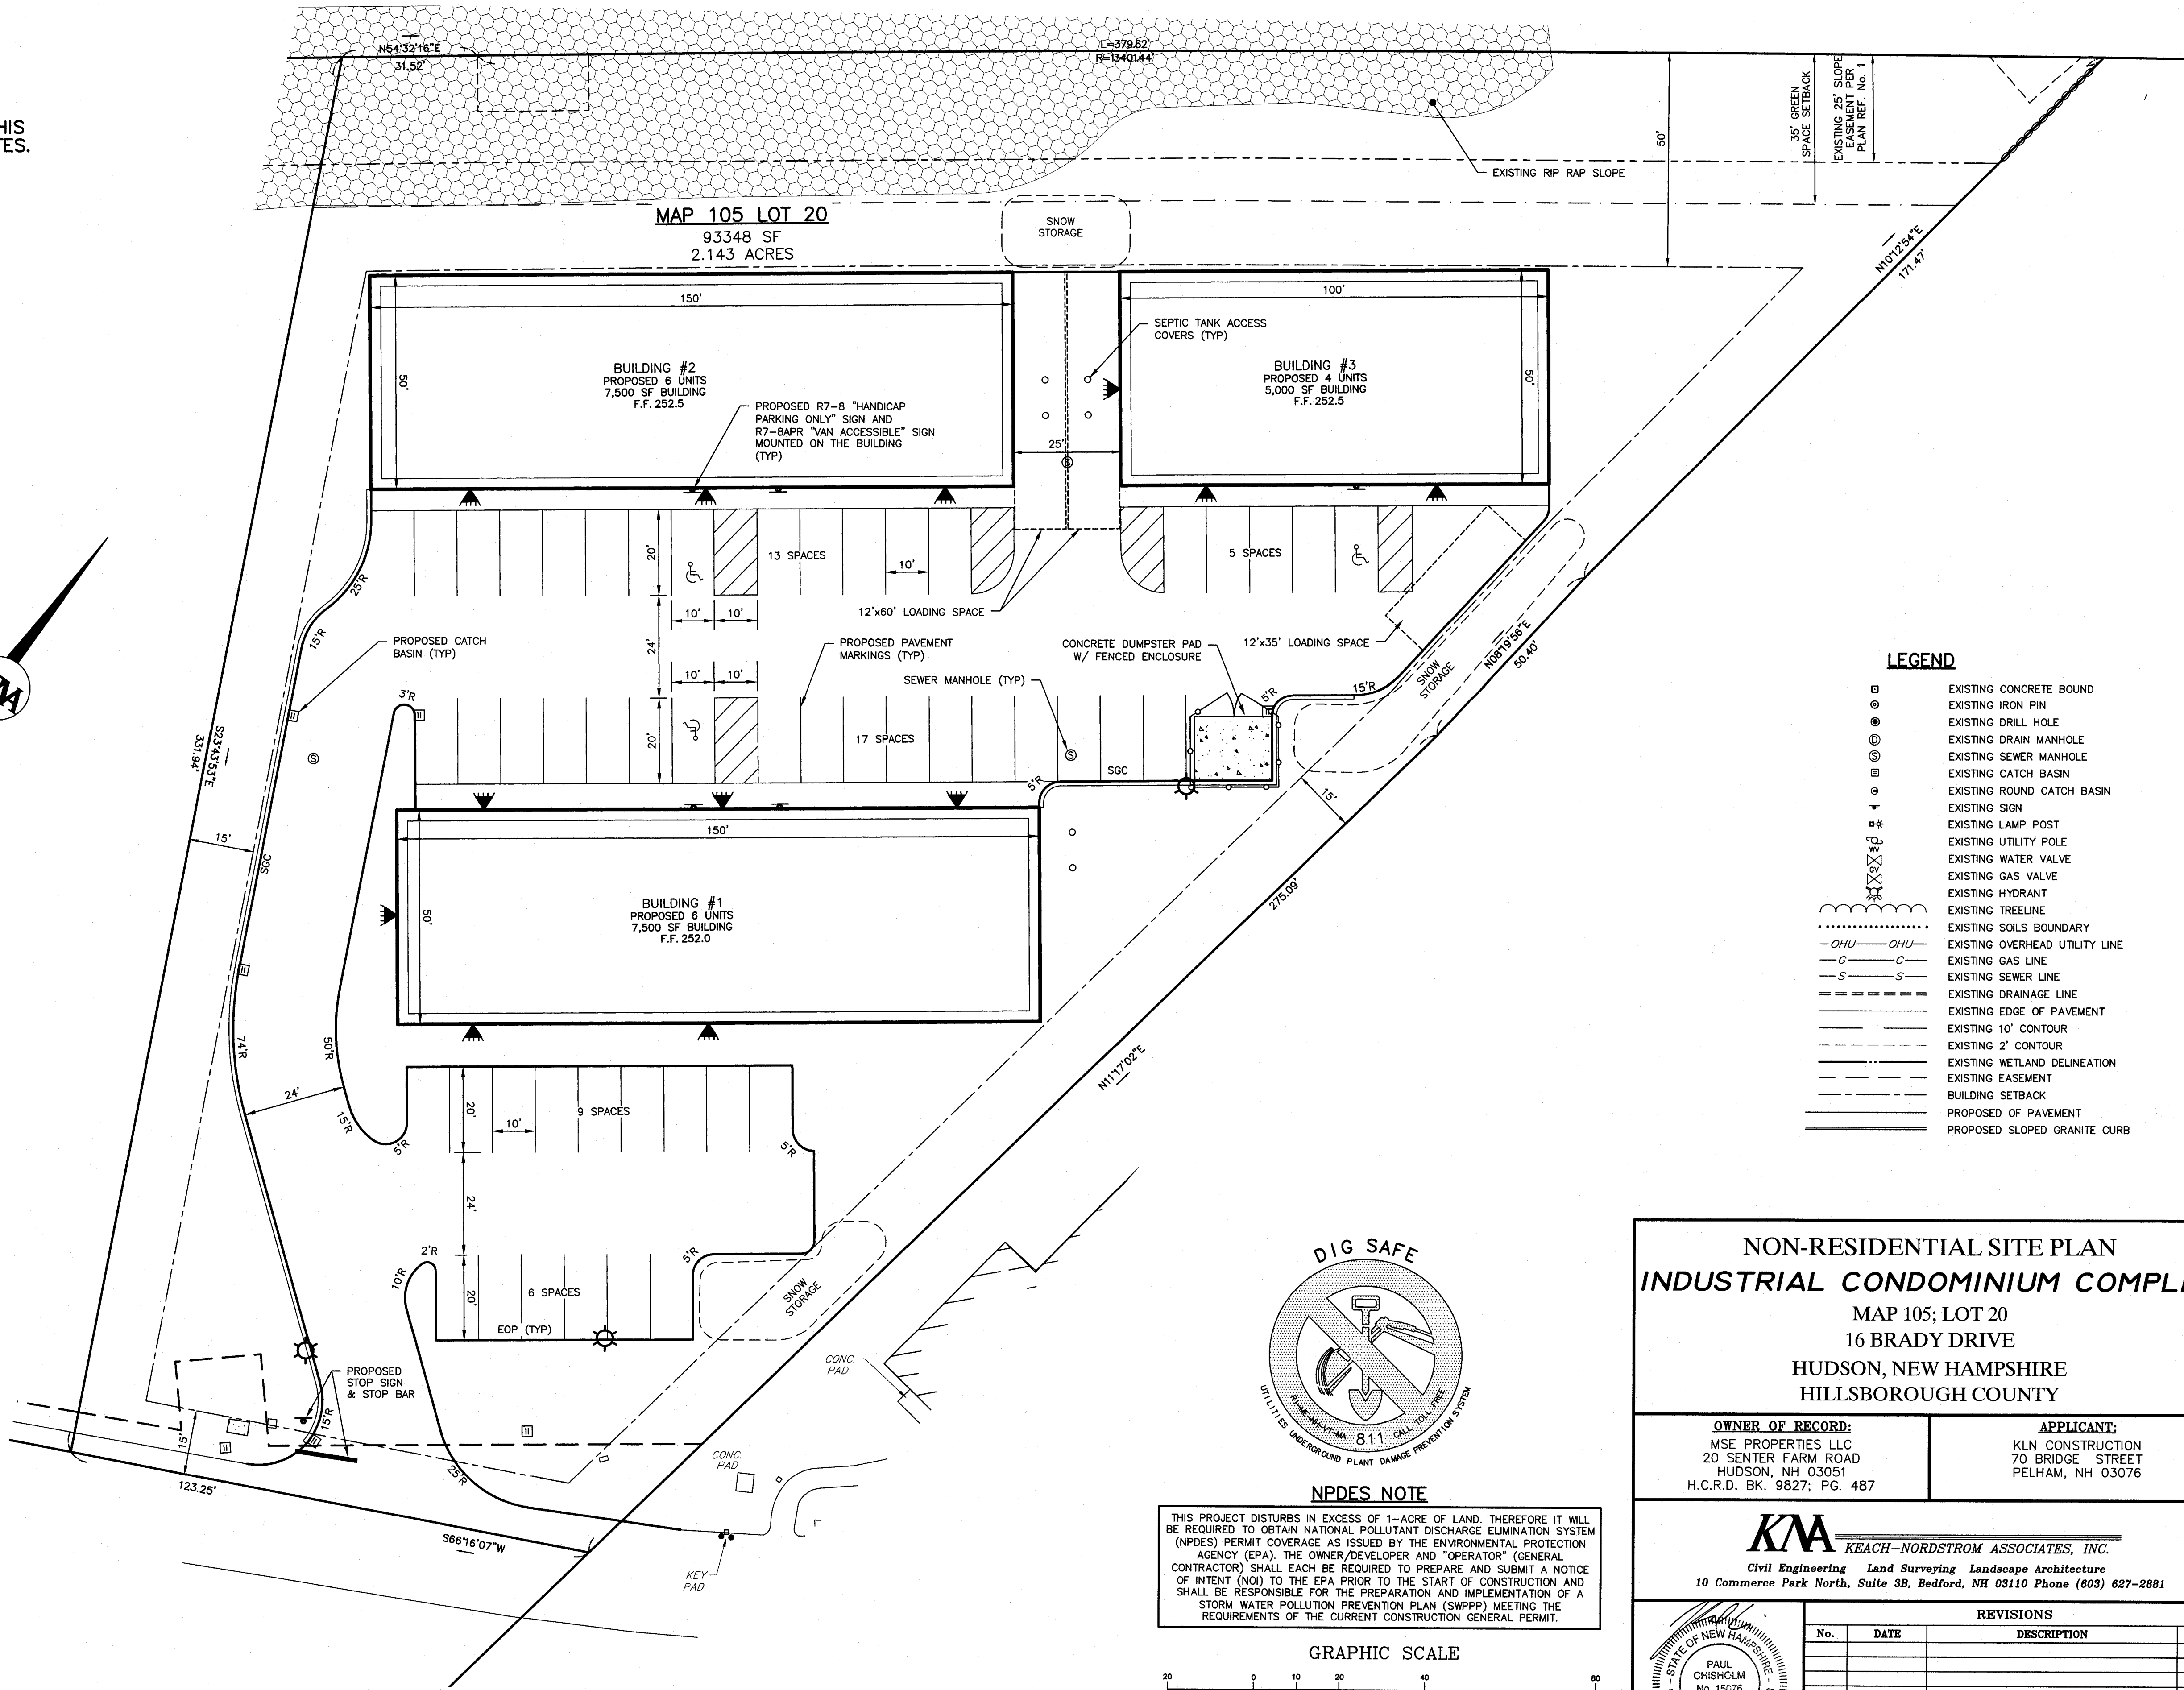 HIS
TES.
N54°32'16"E
31.52'
L=379.62'
R=13401.44'
50'
35' GREEN
SPACE SETBACK
EXISTING 25' SLOPE
EASEMENT PER
PLAN REF. No. 1
EXISTING RIP RAP SLOPE
MAP 105 LOT 20
93348 SF
2.143 ACRES
SNOW
STORAGE
N10°12'54"E
171.47'
150'
100'
SEPTIC TANK ACCESS
COVERS (TYP)
BUILDING #2
PROPOSED 6 UNITS
7,500 SF BUILDING
F.F. 252.5
50'
BUILDING #3
PROPOSED 4 UNITS
5,000 SF BUILDING
F.F. 252.5
50'
PROPOSED R7-8 "HANDICAP
PARKING ONLY" SIGN AND
R7-8APR "VAN ACCESSIBLE" SIGN
MOUNTED ON THE BUILDING
(TYP)
25'
S
20'
13 SPACES
10'
5 SPACES
25'R
10'
10'
12'x60' LOADING SPACE
15'R
PROPOSED CATCH
BASIN (TYP)
24'
PROPOSED PAVEMENT
MARKINGS (TYP)
CONCRETE DUMPSTER PAD
W/ FENCED ENCLOSURE
12'x35' LOADING SPACE
N08°19'56"E
50.40'
SNOW
STORAGE
10'
10'
SEWER MANHOLE (TYP)
3'R
5'R
15'R
20'
17 SPACES
S
S
SGC
5'R
S23°43'53"E
331.94'
15'
15'
SGC
150'
50'
BUILDING #1
PROPOSED 6 UNITS
7,500 SF BUILDING
F.F. 252.0
275.09'
N11°17'02"E
74'R
50'R
24'
15'R
5'R
20'
9 SPACES
10'
5'R
24'
2'R
10'R
5'R
20'
6 SPACES
EOP (TYP)
SNOW
STORAGE
PROPOSED
STOP SIGN
& STOP BAR
15'R
15'
25'R
123.25'
S66°16'07"W
CONC.
PAD
CONC.
PAD
KEY
PAD
LEGEND
EXISTING CONCRETE BOUND
EXISTING IRON PIN
EXISTING DRILL HOLE
D EXISTING DRAIN MANHOLE
S EXISTING SEWER MANHOLE
EXISTING CATCH BASIN
EXISTING ROUND CATCH BASIN
EXISTING SIGN
EXISTING LAMP POST
EXISTING UTILITY POLE
WV EXISTING WATER VALVE
GV EXISTING GAS VALVE
EXISTING HYDRANT
EXISTING TREELINE
EXISTING SOILS BOUNDARY
OHU OHU EXISTING OVERHEAD UTILITY LINE
G G EXISTING GAS LINE
S S EXISTING SEWER LINE
EXISTING DRAINAGE LINE
EXISTING EDGE OF PAVEMENT
EXISTING 10' CONTOUR
EXISTING 2' CONTOUR
EXISTING WETLAND DELINEATION
EXISTING EASEMENT
BUILDING SETBACK
PROPOSED OF PAVEMENT
PROPOSED SLOPED GRANITE CURB
DIG SAFE
RI-ME-NH-VT-MA 811 CALL TOLL FREE
UTILITIES UNDERGROUND PLANT DAMAGE PREVENTION SYSTEM
NPDES NOTE
THIS PROJECT DISTURBS IN EXCESS OF 1-ACRE OF LAND. THEREFORE IT WILL
BE REQUIRED TO OBTAIN NATIONAL POLLUTANT DISCHARGE ELIMINATION SYSTEM
(NPDES) PERMIT COVERAGE AS ISSUED BY THE ENVIRONMENTAL PROTECTION
AGENCY (EPA). THE OWNER/DEVELOPER AND "OPERATOR" (GENERAL
CONTRACTOR) SHALL EACH BE REQUIRED TO PREPARE AND SUBMIT A NOTICE
OF INTENT (NOI) TO THE EPA PRIOR TO THE START OF CONSTRUCTION AND
SHALL BE RESPONSIBLE FOR THE PREPARATION AND IMPLEMENTATION OF A
STORM WATER POLLUTION PREVENTION PLAN (SWPPP) MEETING THE
REQUIREMENTS OF THE CURRENT CONSTRUCTION GENERAL PERMIT.
GRAPHIC SCALE
20 0 10 20 40 80
NON-RESIDENTIAL SITE PLAN
INDUSTRIAL CONDOMINIUM COMPLE
MAP 105; LOT 20
16 BRADY DRIVE
HUDSON, NEW HAMPSHIRE
HILLSBOROUGH COUNTY
OWNER OF RECORD:
MSE PROPERTIES LLC
20 SENTER FARM ROAD
HUDSON, NH 03051
H.C.R.D. BK. 9827; PG. 487
APPLICANT:
KLN CONSTRUCTION
70 BRIDGE STREET
PELHAM, NH 03076
KNA KEACH-NORDSTROM ASSOCIATES, INC.
Civil Engineering Land Surveying Landscape Architecture
10 Commerce Park North, Suite 3B, Bedford, NH 03110 Phone (603) 627-2881
REVISIONS
No. DATE DESCRIPTION
STATE OF NEW HAMPSHIRE
PAUL
CHISHOLM
No. 15076